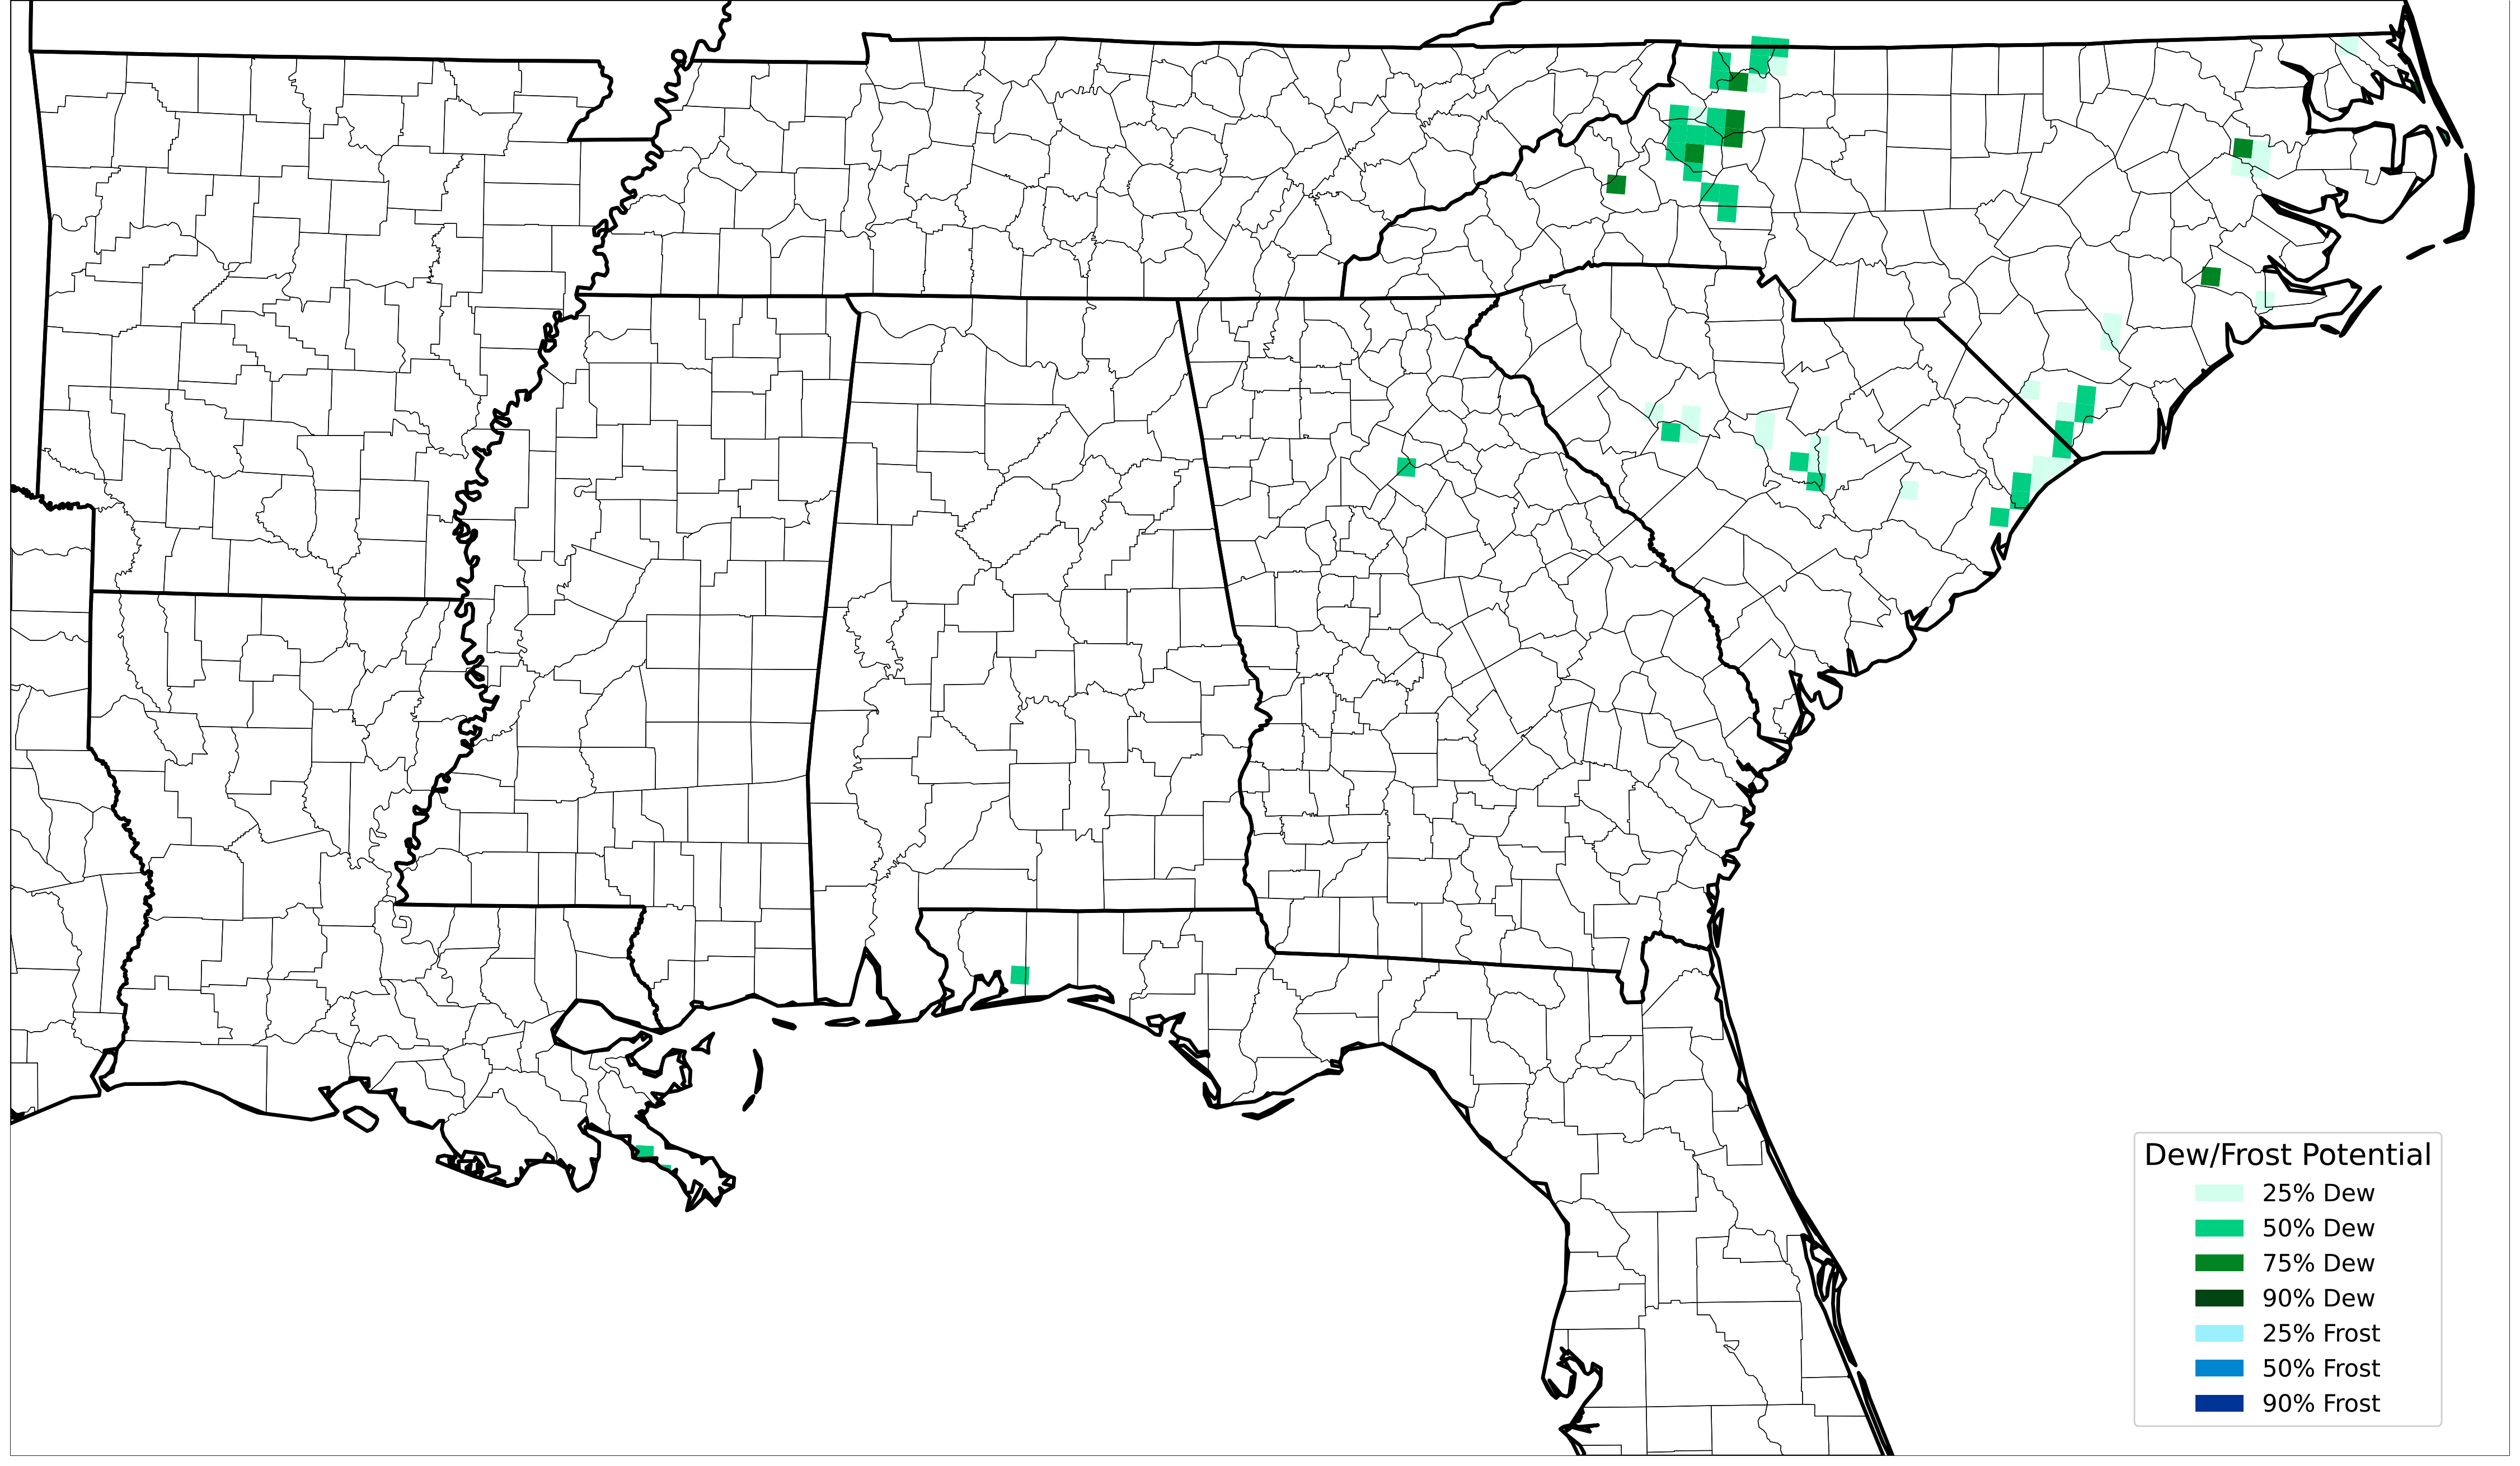 Dew/Frost Potential
25% Dew
50% Dew
75% Dew
90% Dew
25% Frost
50% Frost
90% Frost